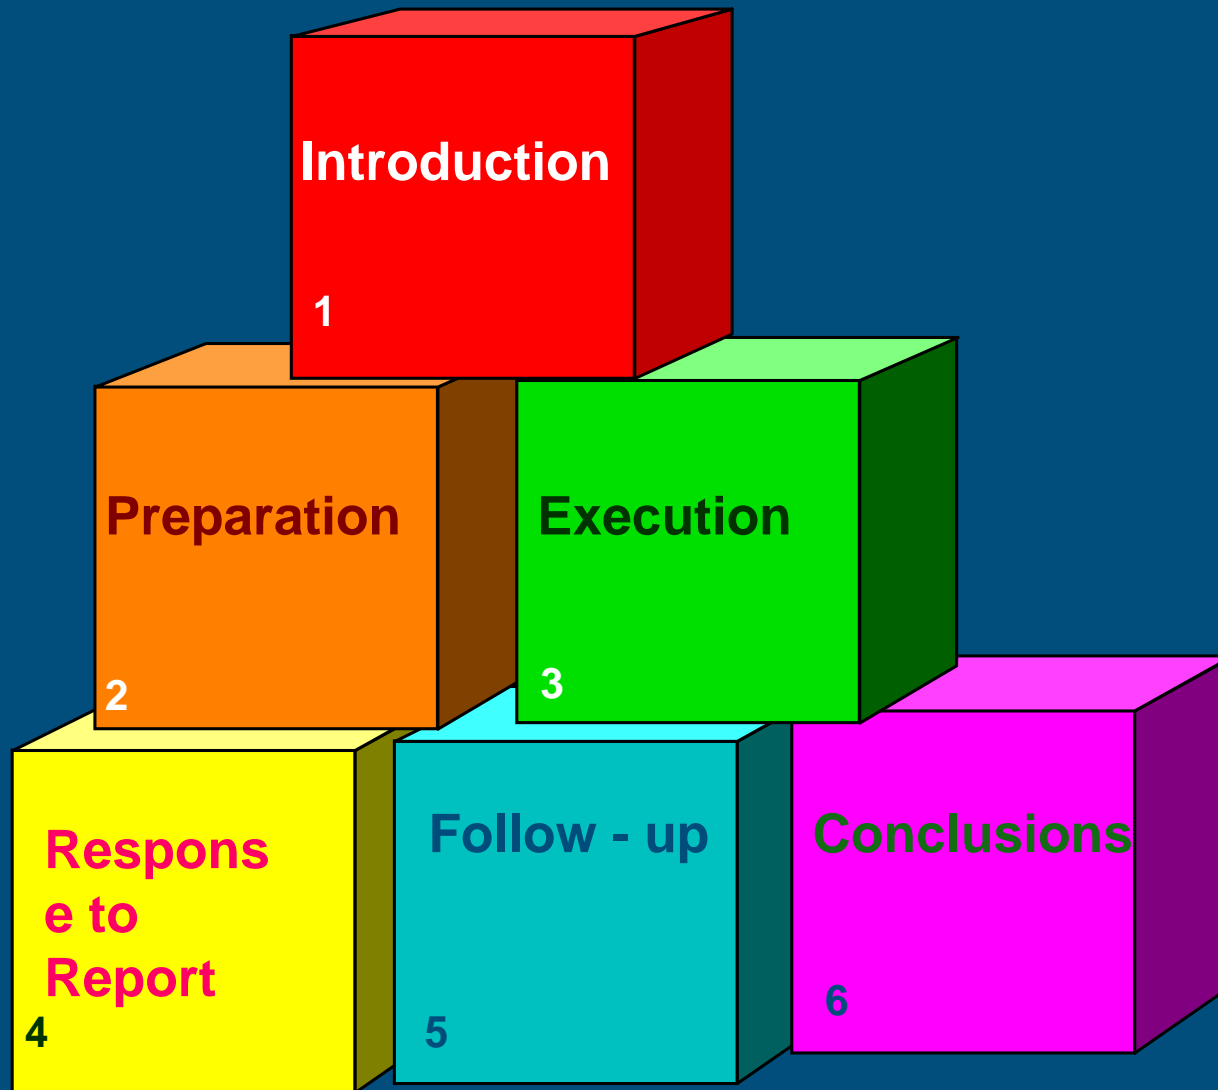 Introduction
1
Preparation
2
Execution
3
Respons
e to
Report
4
Follow - up
5
Conclusions
6